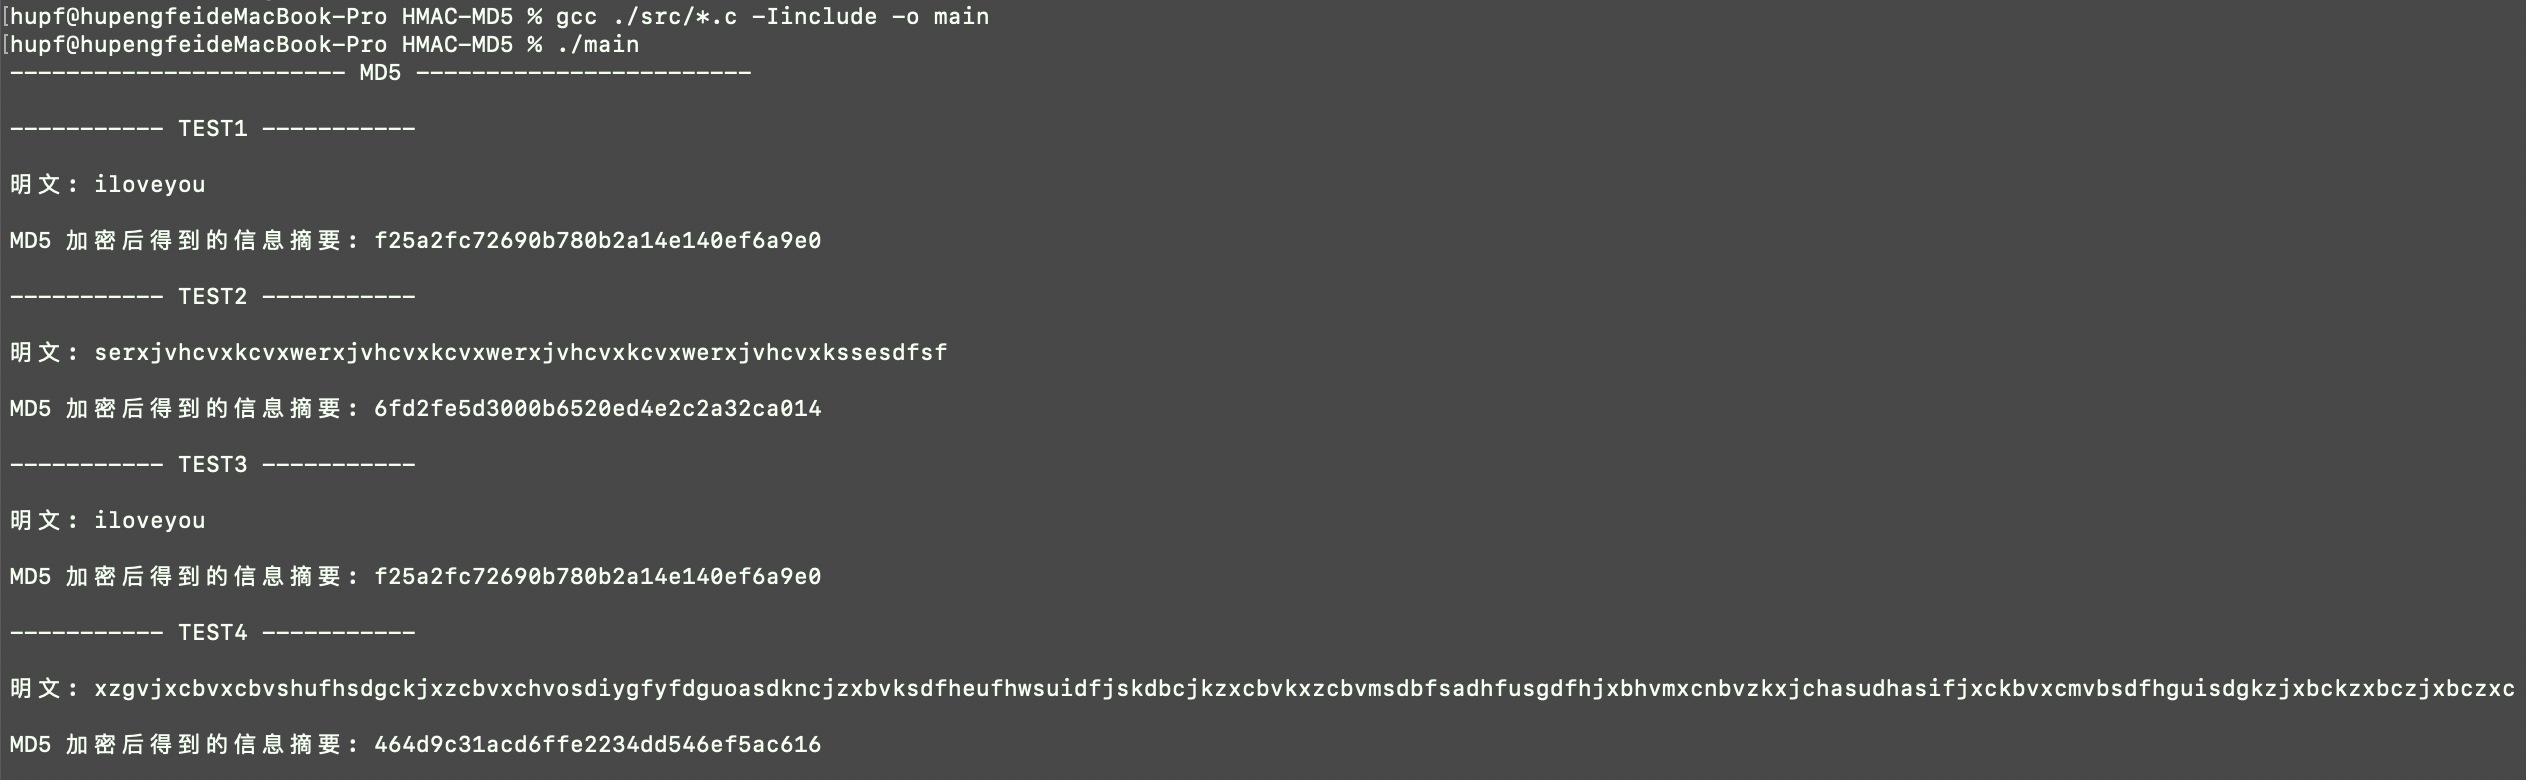 [hupf@hupengfeideMacBook-Pro HMAC-MD5 % gcc ./src/*.c -Iinclude -o main
[hupf@hupengfeideMacBook-Pro HMAC-MD5 % ./main
------------------------ MD5 ------------------------
----------- TEST1 -----------
明文: iloveyou
MD5 加密后得到的信息摘要: f25a2fc72690b780b2a14e140ef6a9e0
----------- TEST2 -----------
明文: serxjvhcvxkcvxwerxjvhcvxkcvxwerxjvhcvxkcvxwerxjvhcvxkssesdfsf
MD5 加密后得到的信息摘要: 6fd2fe5d3000b6520ed4e2c2a32ca014
----------- TEST3 -----------
明文: iloveyou
MD5 加密后得到的信息摘要: f25a2fc72690b780b2a14e140ef6a9e0
----------- TEST4 -----------
明文: xzgvjxcbvxcbvshufhsdgckjxzcbvxchvosdiygfyfdguoasdkncjzxbvksdfheufhwsuidfjskdbcjkzxcbvkxzcbvmsdbfsadhfusgdfhjxbhvmxcnbvzkxjchasudhasifjxckbvxcmvbsdfhguisdgkzjxbckzxbczjxbczxc
MD5 加密后得到的信息摘要: 464d9c31acd6ffe2234dd546ef5ac616